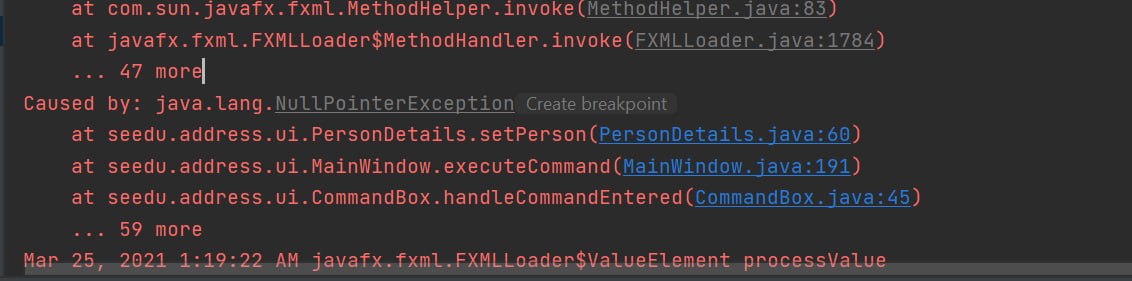 at com.sun.javafx.fxml.MethodHelper.invoke(MethodHelper.java:83)
at javafx.fxml.FXMLLoader$MethodHandler.invoke(FXMLLoader.java:1784)
... 47 more
Caused by: java.lang.NullPointerException Create breakpoint
at seedu.address.ui.PersonDetails.setPerson(PersonDetails.java:60)
at seedu.address.ui.MainWindow.executeCommand(MainWindow.java:191)
at seedu.address.ui.CommandBox.handleCommandEntered(CommandBox.java:45)
... 59 more
Mar 25, 2021 1:19:22 AM javafx.fxml.FXMLLoader$ValueElement processValue